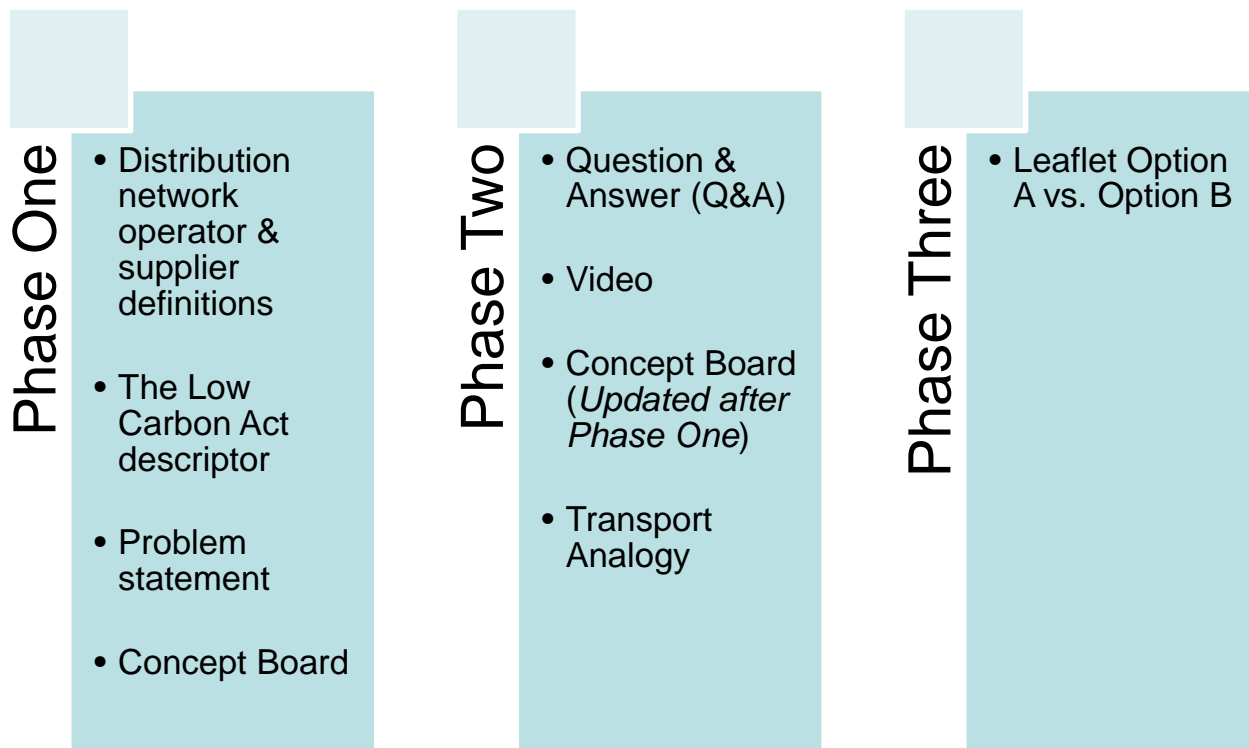 Phase One
• Distribution
network
operator &
supplier
definitions
• The Low
Carbon Act
descriptor
• Problem
statement
• Concept Board
Phase Two
• Question &
Answer (Q&A)
• Video
• Concept Board
(Updated after
Phase One)
• Transport
Analogy
Phase Three
• Leaflet Option
A vs. Option B